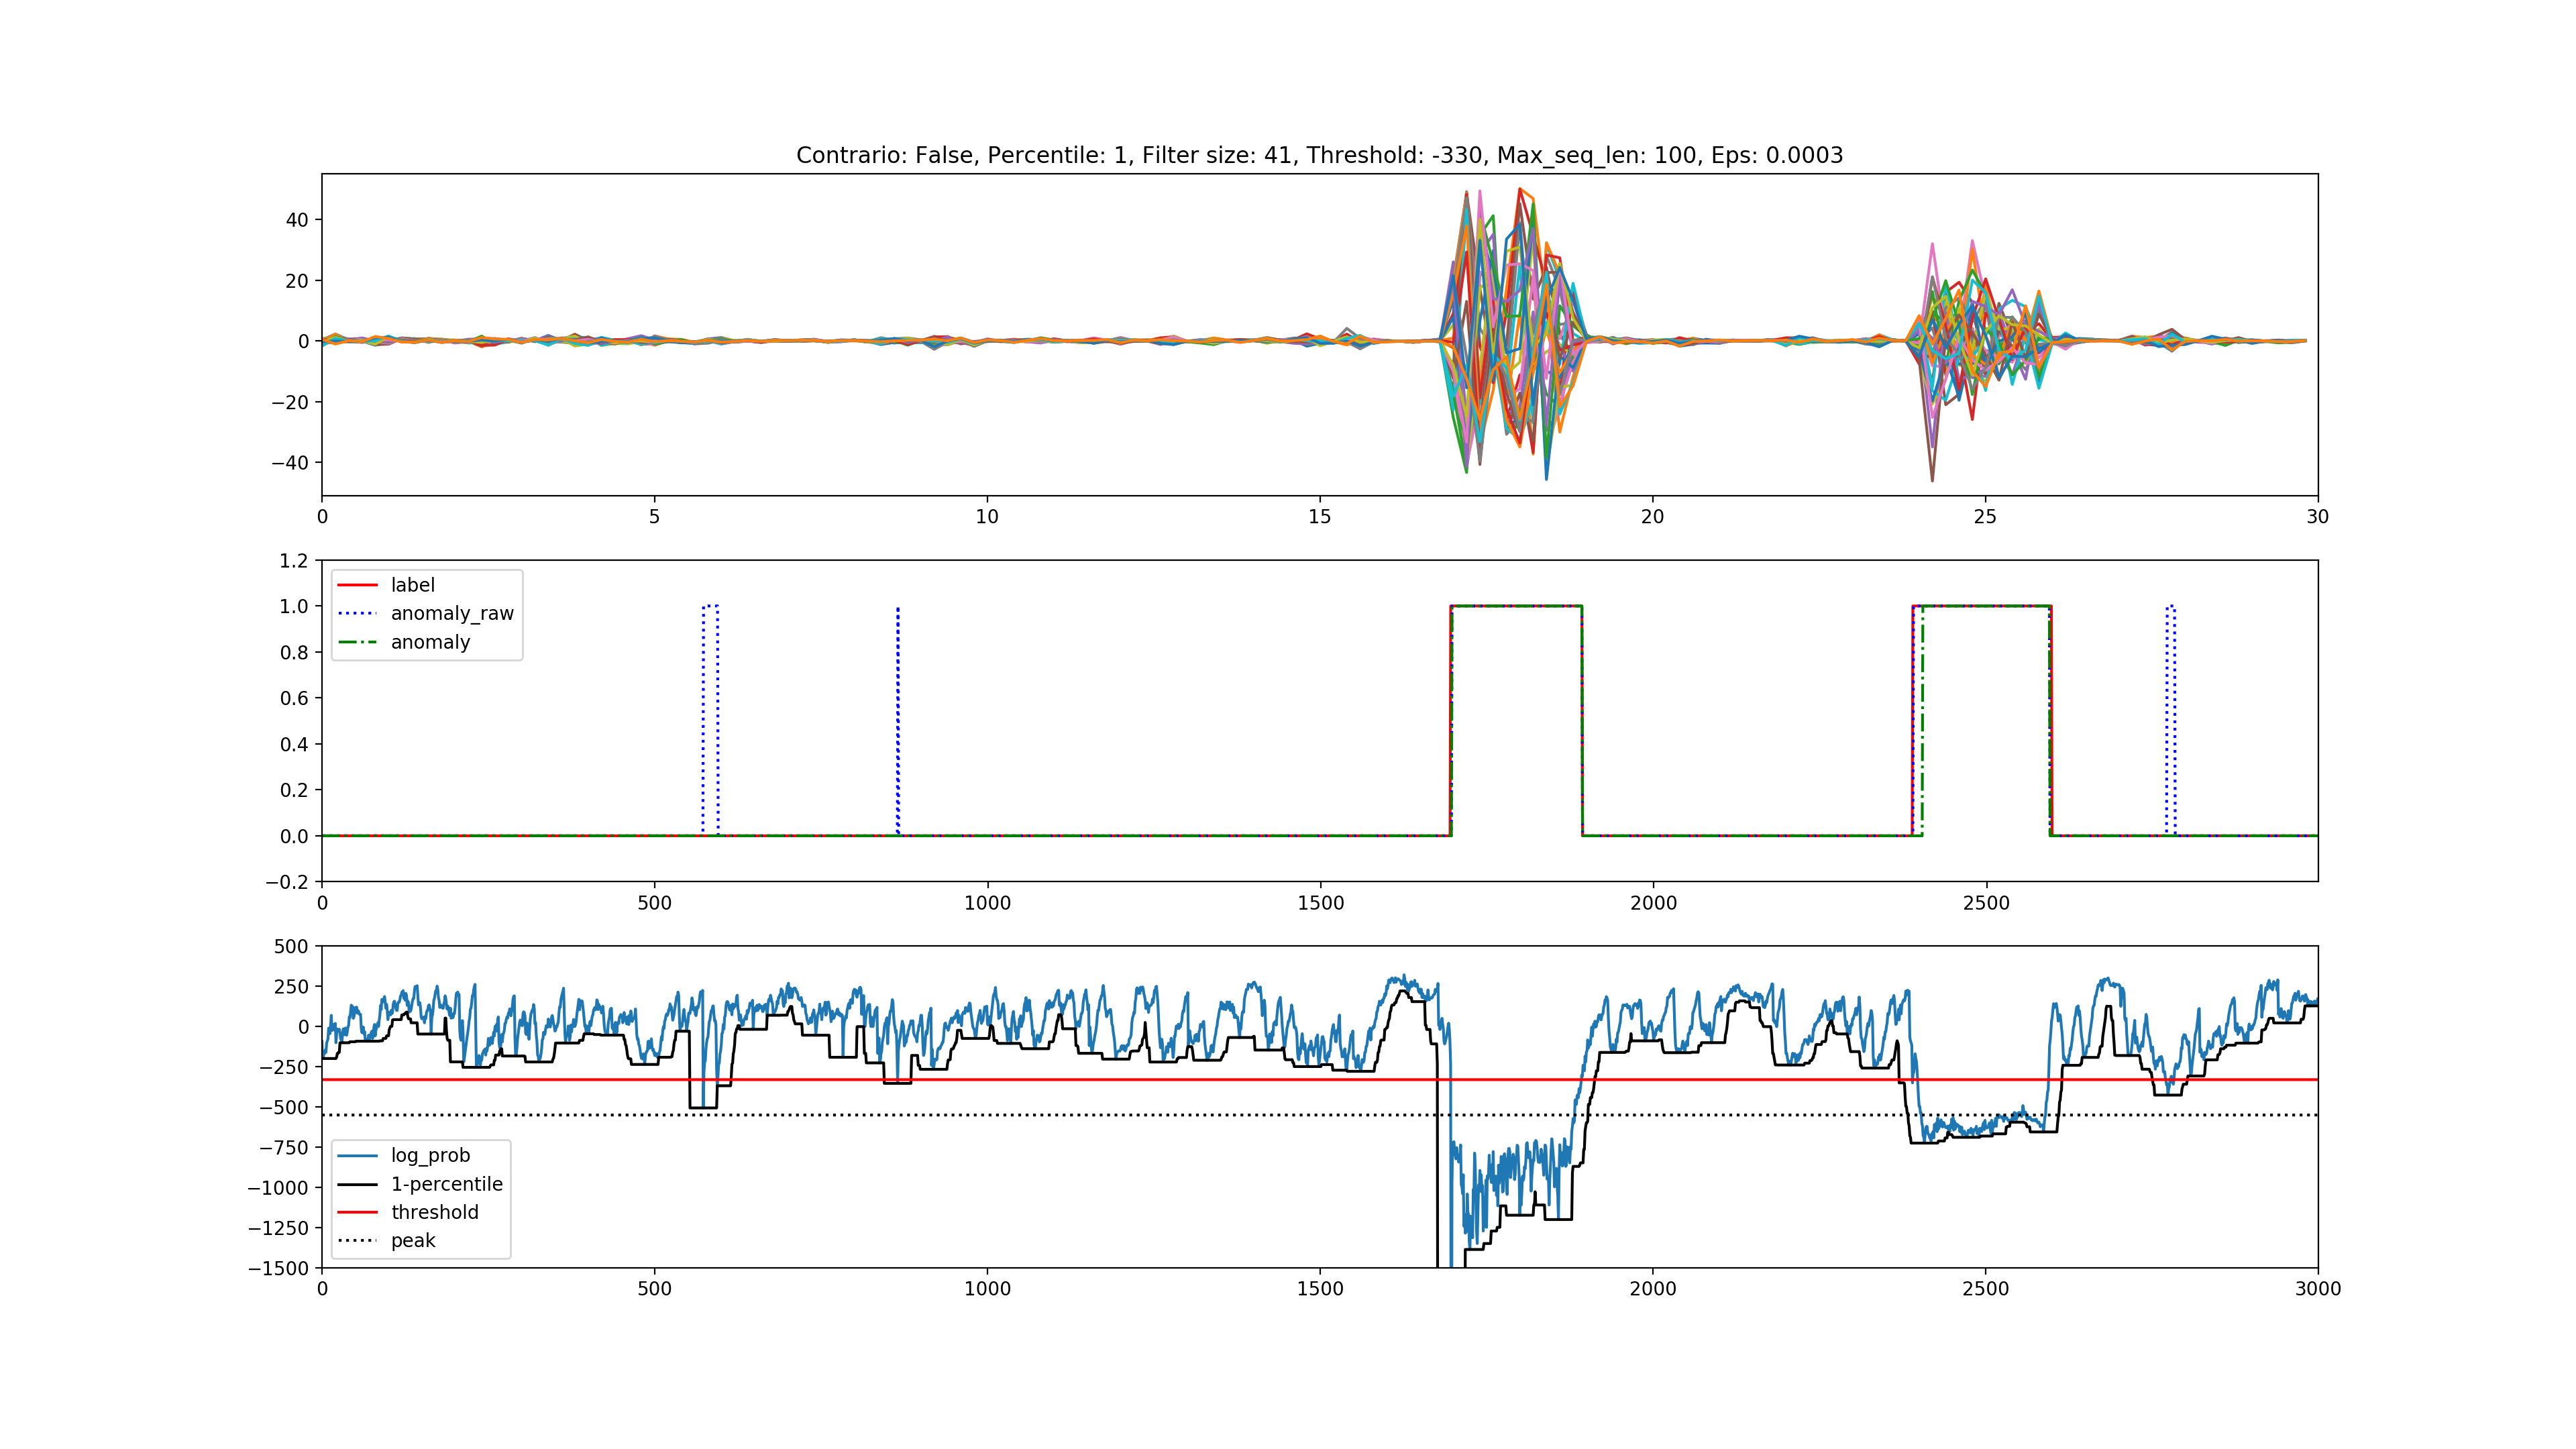 Contrario: False, Percentile: 1, Filter size: 41, Threshold: -330, Max_seq_len: 100, Eps: 0.0003
40
20
0
−20
−40
0 5 10 15 20 25 30
1.2
1.0
0.8
0.6
0.4
0.2
0.0
−0.2
label
anomaly_raw
anomaly
0 500 1000 1500 2000 2500
500
250
0
−250
−500
−750
−1000
−1250
−1500
log_prob
1-percentile
threshold
peak
0 500 1000 1500 2000 2500 3000